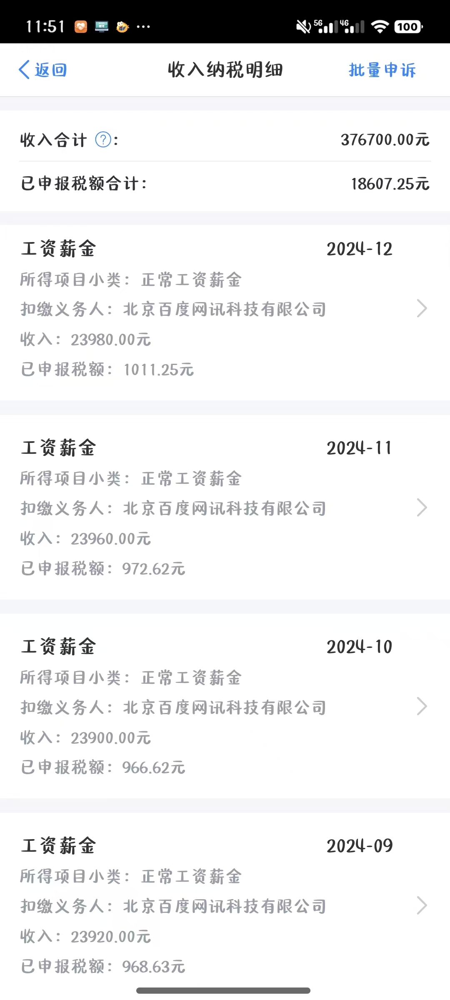 11:51 56 46 100
返回 收入纳税明细 批量申诉
收入合计 ?: 376700.00元
已申报税额合计: 18607.25元
工资薪金 2024-12
所得项目小类: 正常工资薪金
扣缴义务人: 北京百度网讯科技有限公司
收入: 23980.00元
已申报税额: 1011.25元
工资薪金 2024-11
所得项目小类: 正常工资薪金
扣缴义务人: 北京百度网讯科技有限公司
收入: 23960.00元
已申报税额: 972.62元
工资薪金 2024-10
所得项目小类: 正常工资薪金
扣缴义务人: 北京百度网讯科技有限公司
收入: 23900.00元
已申报税额: 966.62元
工资薪金 2024-09
所得项目小类: 正常工资薪金
扣缴义务人: 北京百度网讯科技有限公司
收入: 23920.00元
已申报税额: 968.63元